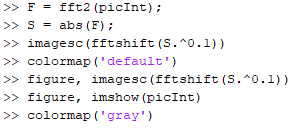 >> F = fft2(picInt);
>> S = abs(F);
>> imagesc(fftshift(S.^0.1))
>> colormap('default')
>> figure, imagesc(fftshift(S.^0.1))
>> figure, imshow(picInt)
>> colormap('gray')